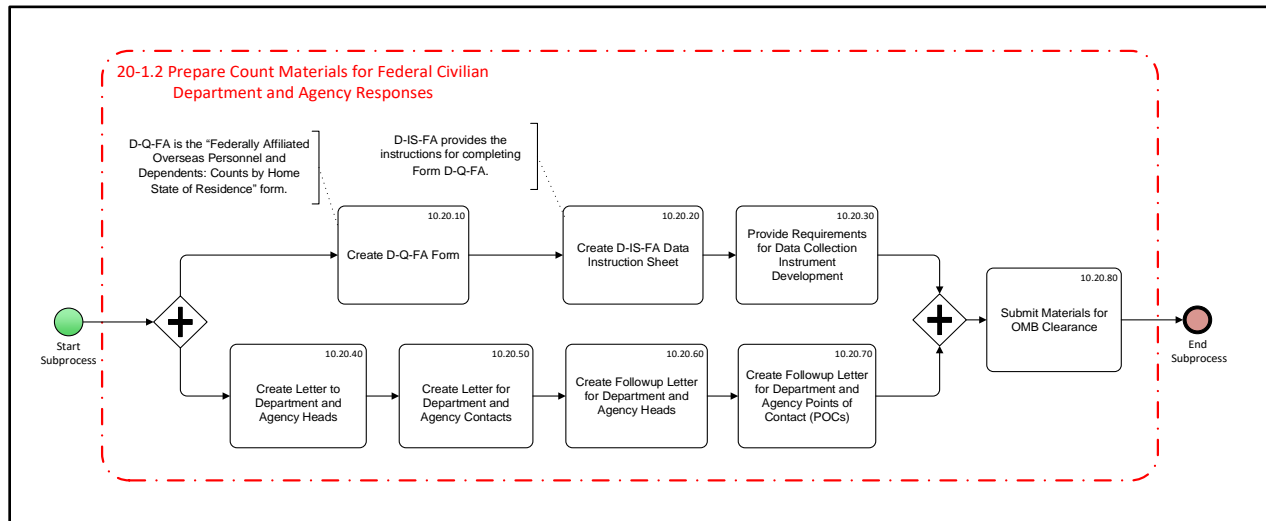 20-1.2 Prepare Count Materials for Federal Civilian
Department and Agency Responses
D-Q-FA is the “Federally Affiliated
Overseas Personnel and
Dependents: Counts by Home
State of Residence” form.
D-IS-FA provides the
instructions for completing
Form D-Q-FA.
10.20.10
Create D-Q-FA Form
10.20.20
Create D-IS-FA Data
Instruction Sheet
10.20.30
Provide Requirements
for Data Collection
Instrument
Development
Start
Subprocess
10.20.40
Create Letter to
Department and
Agency Heads
10.20.50
Create Letter for
Department and
Agency Contacts
10.20.60
Create Followup Letter
for Department and
Agency Heads
10.20.70
Create Followup Letter
for Department and
Agency Points of
Contact (POCs)
10.20.80
Submit Materials for
OMB Clearance
End
Subprocess